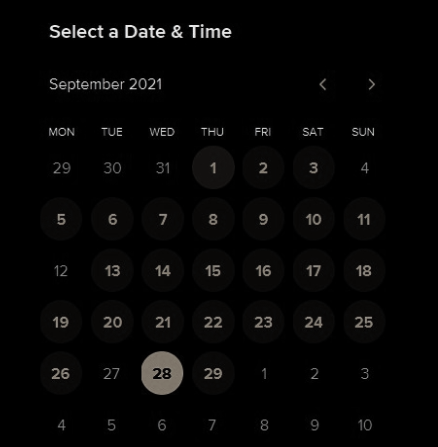 Select a Date & Time
September 2021
MON TUE WED THU FRI SAT SUN
29 30 31 1 2 3 4
5 6 7 8 9 10 11
12 13 14 15 16 17 18
19 20 21 22 23 24 25
26 27 28 29 1 2 3
4 5 6 7 8 9 10